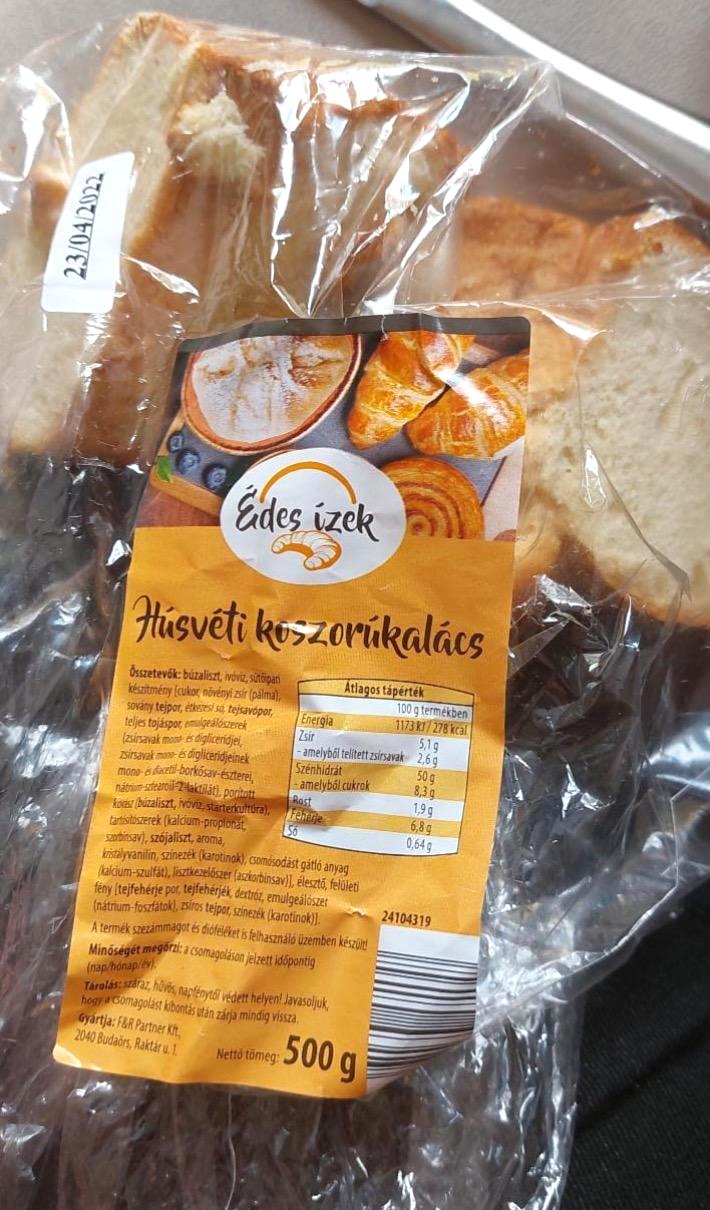 23/04/2022
Édes ízek
Húsvéti koszorúkalács
Összetevők: búzaliszt, ivóvíz, sütőipari
készítmény [cukor, növényi zsír (pálma),
sovány tejpor, étkezési só, tejsavópor,
teljes tojáspor, emulgeálószerek
(zsírsavak mono- és digliceridjei,
zsírsavak mono- és digliceridjeinek
mono- és diacetil-borkősav-észterei,
nátrium-sztearoil-2-laktilát), porított
kovász (búzaliszt, ivóvíz, starterkultúra),
tartósítószerek (kalcium-propionát,
szorbinsav), szójaliszt, aroma,
kristályvanilin, színezék (karotinok), csomósodást gátló anyag
(kalcium-szulfát), lisztkezelőszer (aszkorbinsav)], élesztő, felületi
fény [tejfehérje por, tejfehérjék, dextróz, emulgeálószer
(nátrium-foszfátok), zsíros tejpor, színezék (karotinok)].
A termék szezámmagot és dióféléket is felhasználó üzemben készült!
Minőségét megőrzi: a csomagoláson jelzett időpontig
(nap/hónap/év).
Tárolás: száraz, hűvös, napfénytől védett helyen! Javasoljuk,
hogy a csomagolást kibontás után zárja mindig vissza.
Gyártja: F&R Partner Kft,
2040 Budaörs, Raktár u. 1.
Nettó tömeg: 500 g
Átlagos tápérték
100 g termékben
Energia 1173 kJ / 278 kcal
Zsír 5,1 g
- amelyből telített zsírsavak 2,6 g
Szénhidrát 50 g
- amelyből cukrok 8,3 g
Rost 1,9 g
Fehérje 6,8 g
Só 0,64 g
24104319